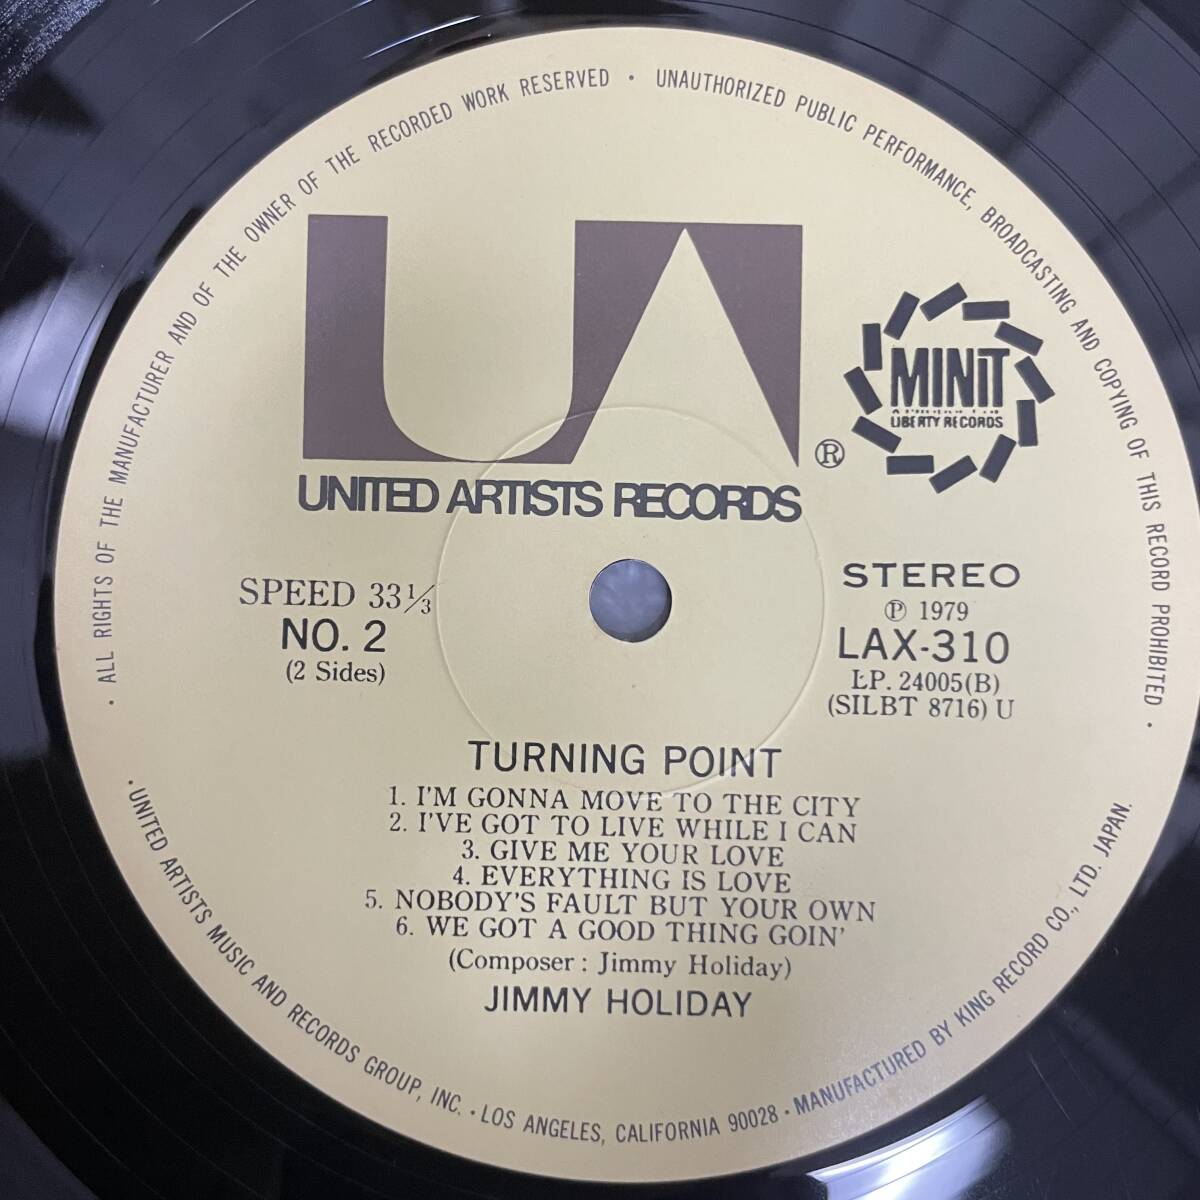 · ALL RIGHTS OF THE MANUFACTURER AND OF THE OWNER OF THE RECORDED WORK RESERVED · UNAUTHORIZED PUBLIC PERFORMANCE, BROADCASTING AND COPYING OF THIS RECORD PROHIBITED ·
UA
®
UNITED ARTISTS RECORDS
MINIT
LIBERTY RECORDS
SPEED 33 1/3
NO. 2
(2 Sides)
STEREO
℗ 1979
LAX-310
LP. 24005(B)
(SILBT 8716) U
TURNING POINT
1. I'M GONNA MOVE TO THE CITY
2. I'VE GOT TO LIVE WHILE I CAN
3. GIVE ME YOUR LOVE
4. EVERYTHING IS LOVE
5. NOBODY'S FAULT BUT YOUR OWN
6. WE GOT A GOOD THING GOIN'
(Composer : Jimmy Holiday)
JIMMY HOLIDAY
· UNITED ARTISTS MUSIC AND RECORDS GROUP, INC. · LOS ANGELES, CALIFORNIA 90028 · MANUFACTURED BY KING RECORD CO., LTD. JAPAN.